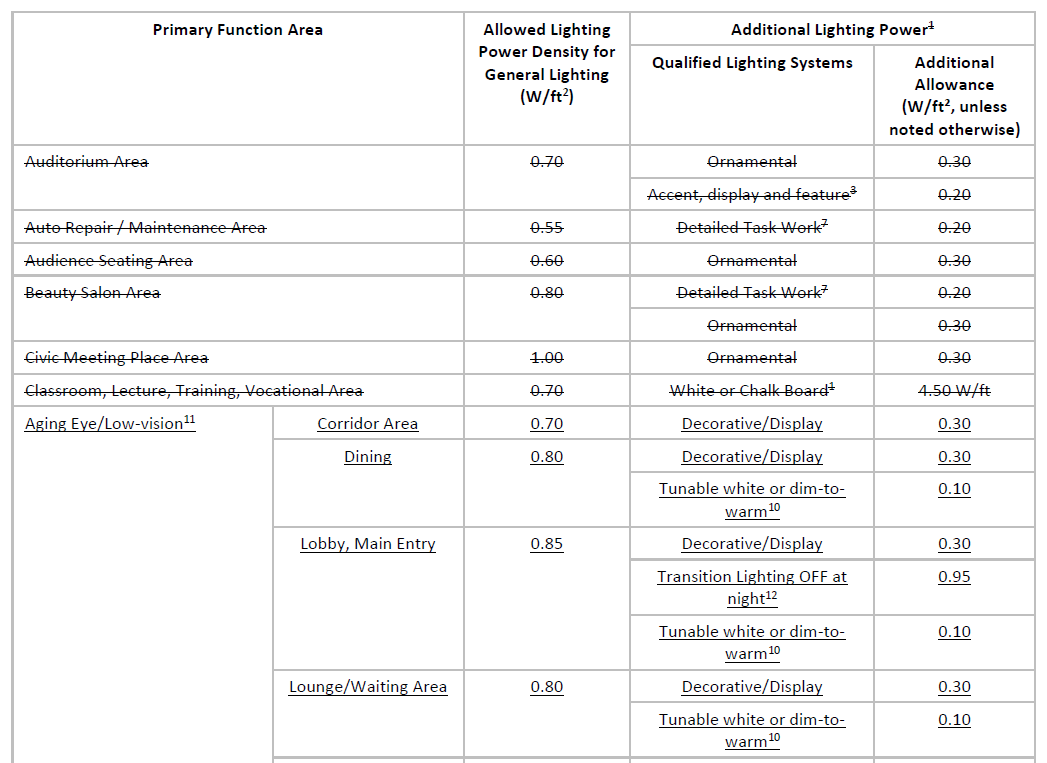 Primary Function Area
Allowed Lighting
Power Density for
General Lighting
(W/ft²)
Additional Lighting Power¹
Qualified Lighting Systems
Additional
Allowance
(W/ft², unless
noted otherwise)
Auditorium Area
0.70
Ornamental
0.30
Accent, display and feature³
0.20
Auto Repair / Maintenance Area
0.55
Detailed Task Work⁷
0.20
Audience Seating Area
0.60
Ornamental
0.30
Beauty Salon Area
0.80
Detailed Task Work⁷
0.20
Ornamental
0.30
Civic Meeting Place Area
1.00
Ornamental
0.30
Classroom, Lecture, Training, Vocational Area
0.70
White or Chalk Board¹
4.50 W/ft
Aging Eye/Low-vision¹¹
Corridor Area
0.70
Decorative/Display
0.30
Dining
0.80
Decorative/Display
0.30
Tunable white or dim-to-
warm¹⁰
0.10
Lobby, Main Entry
0.85
Decorative/Display
0.30
Transition Lighting OFF at
night¹²
0.95
Tunable white or dim-to-
warm¹⁰
0.10
Lounge/Waiting Area
0.80
Decorative/Display
0.30
Tunable white or dim-to-
warm¹⁰
0.10